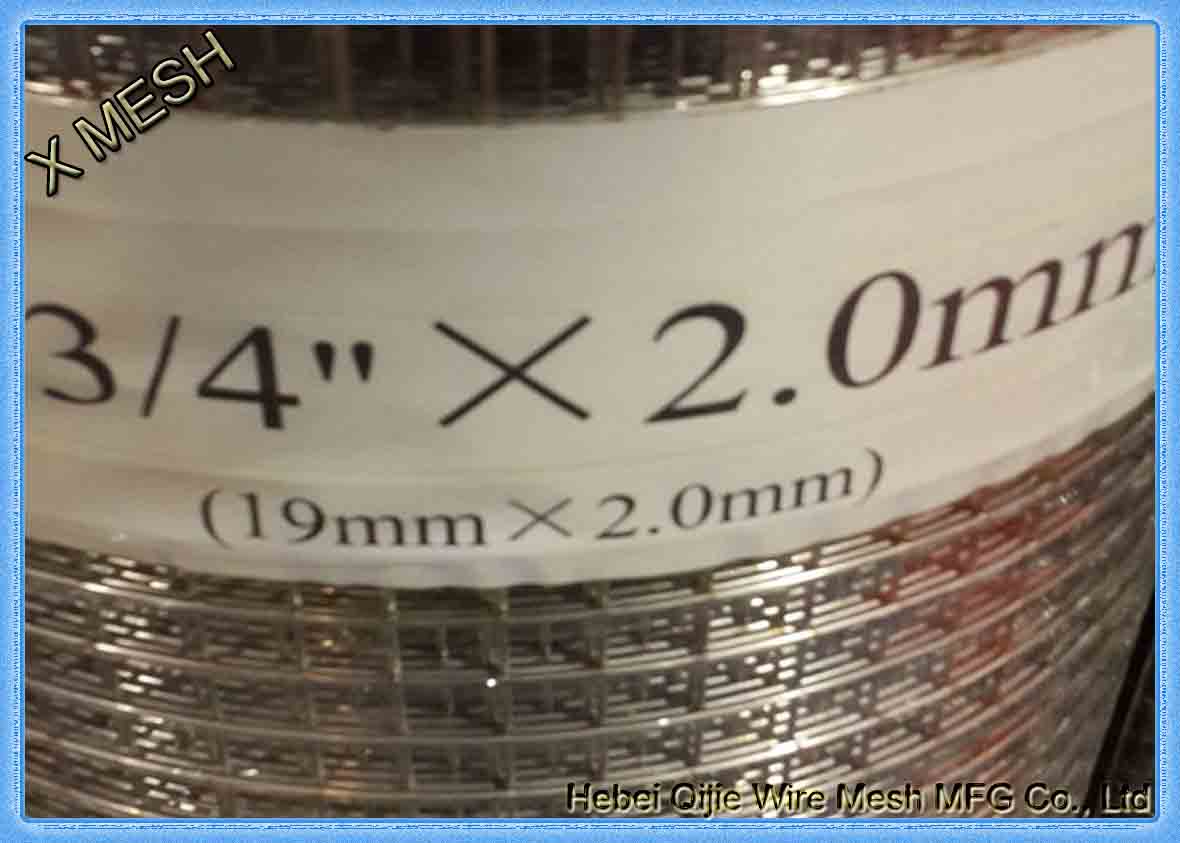 X MESH
3/4" × 2.0mm
(19mm × 2.0mm)
Hebei Qijie Wire Mesh MFG Co., Ltd